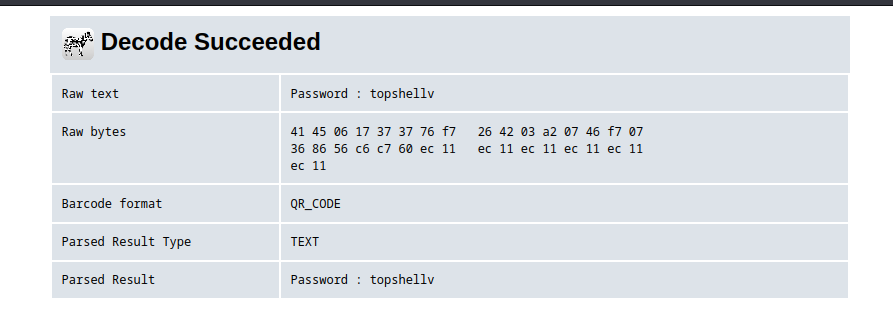 Decode Succeeded
Raw text Password : topshellv
Raw bytes 41 45 06 17 37 37 76 f7 26 42 03 a2 07 46 f7 07
36 86 56 c6 c7 60 ec 11 ec 11 ec 11 ec 11 ec 11
ec 11
Barcode format QR_CODE
Parsed Result Type TEXT
Parsed Result Password : topshellv